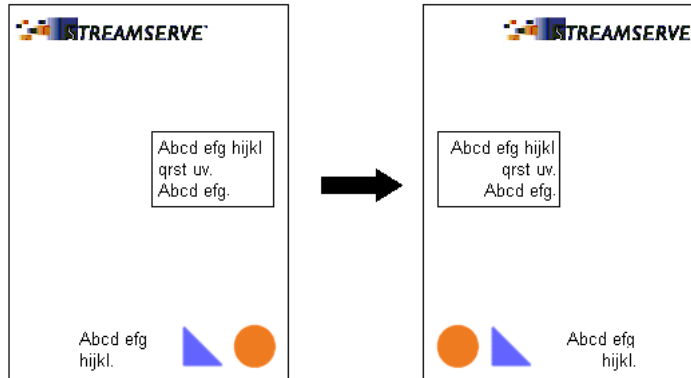 STREAMSERVE™
Abcd efg hijkl
qrst uv.
Abcd efg.
Abcd efg
hijkl.
STREAMSERVE
Abcd efg hijkl
qrst uv.
Abcd efg.
Abcd efg
hijkl.